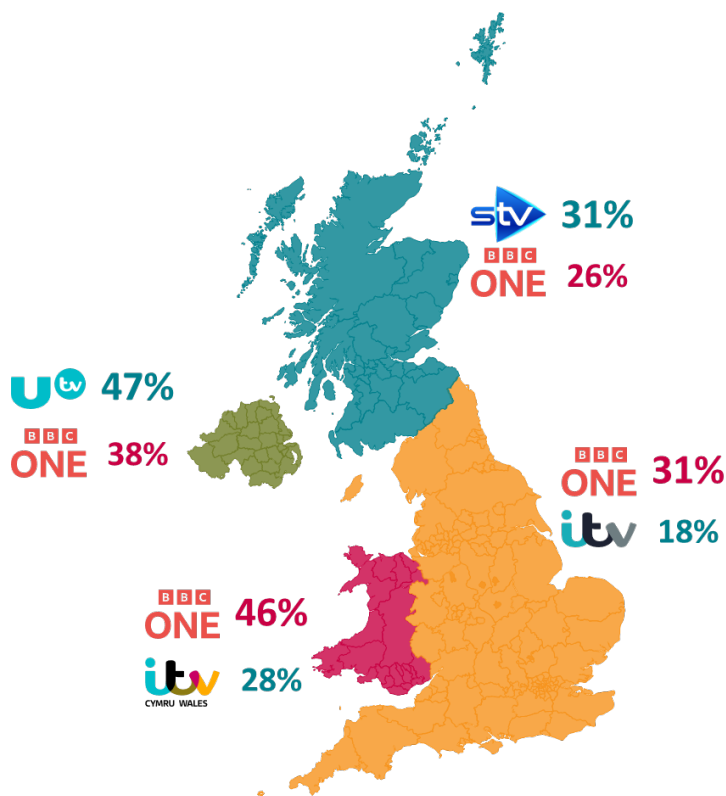 stv 31%
BBC
ONE 26%
U tv 47%
BBC
ONE 38%
BBC
ONE 31%
itv 18%
BBC
ONE 46%
itv 28%
CYMRU WALES